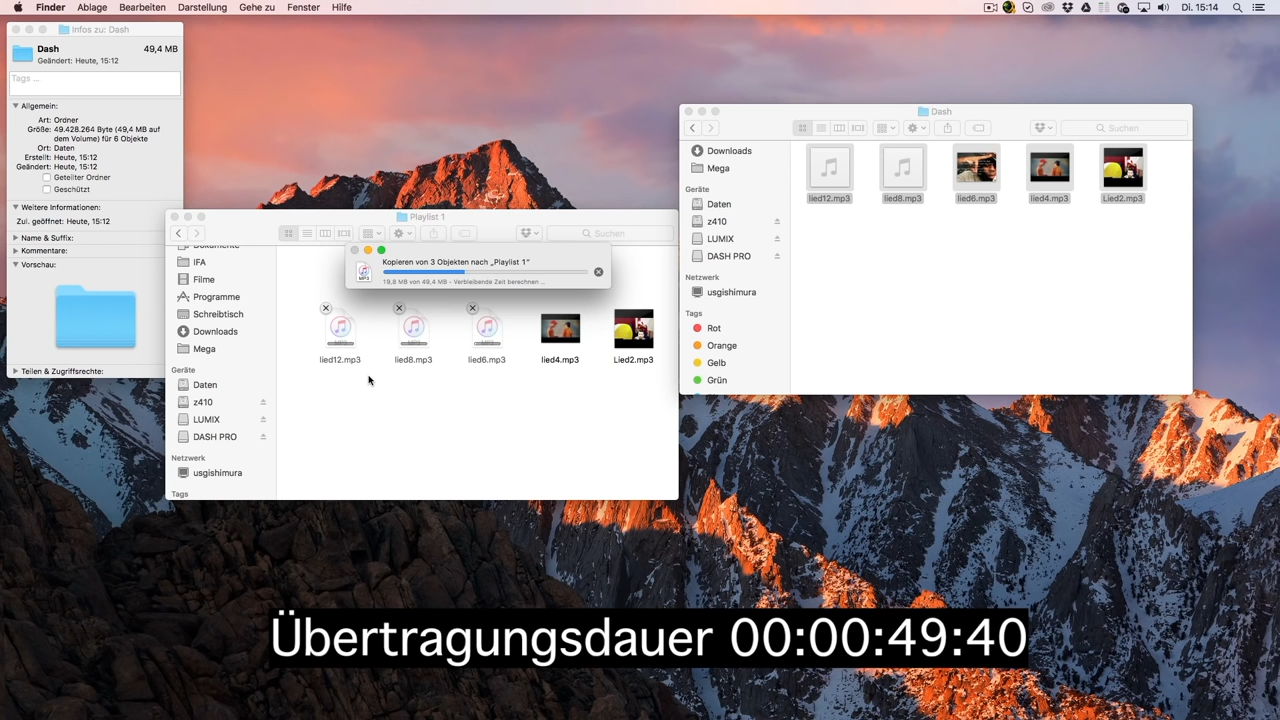 Finder Ablage Bearbeiten Darstellung Gehe zu Fenster Hilfe
Di. 15:14
Infos zu: Dash
Dash 49,4 MB
Geändert: Heute, 15:12
Tags ...
Allgemein:
Art: Ordner
Größe: 49.428.264 Byte (49,4 MB auf
dem Volume) für 6 Objekte
Ort: Daten
Erstellt: Heute, 15:12
Geändert: Heute, 15:12
Geteilter Ordner
Geschützt
Weitere Informationen:
Zul. geöffnet: Heute, 15:12
Name & Suffix:
Kommentare:
Vorschau:
Teilen & Zugriffsrechte:
Playlist 1
Suchen
Dokumente
IFA
Filme
Programme
Schreibtisch
Downloads
Mega
Geräte
Daten
z410
LUMIX
DASH PRO
Netzwerk
usgishimura
Tags
Kopieren von 3 Objekten nach „Playlist 1“
19,8 MB von 49,4 MB - Verbleibende Zeit berechnen ...
MP3
lied12.mp3
lied8.mp3
lied6.mp3
lied4.mp3
Lied2.mp3
Dash
Suchen
Downloads
Mega
Geräte
Daten
z410
LUMIX
DASH PRO
Netzwerk
usgishimura
Tags
Rot
Orange
Gelb
Grün
lied12.mp3
lied8.mp3
lied6.mp3
lied4.mp3
Lied2.mp3
Übertragungsdauer 00:00:49:40